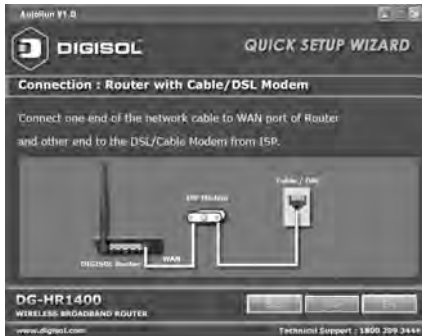 AutoRun V1.0
DIGISOL
QUICK SETUP WIZARD
Connection : Router with Cable/DSL Modem
Connect one end of the network cable to WAN port of Router
and other end to the DSL/Cable Modem from ISP.
Cable / DSL
ISP Modem
DIGISOL Router
WAN
DG-HR1400
WIRELESS BROADBAND ROUTER
www.digisol.com
Technical Support : 1800 209 3444